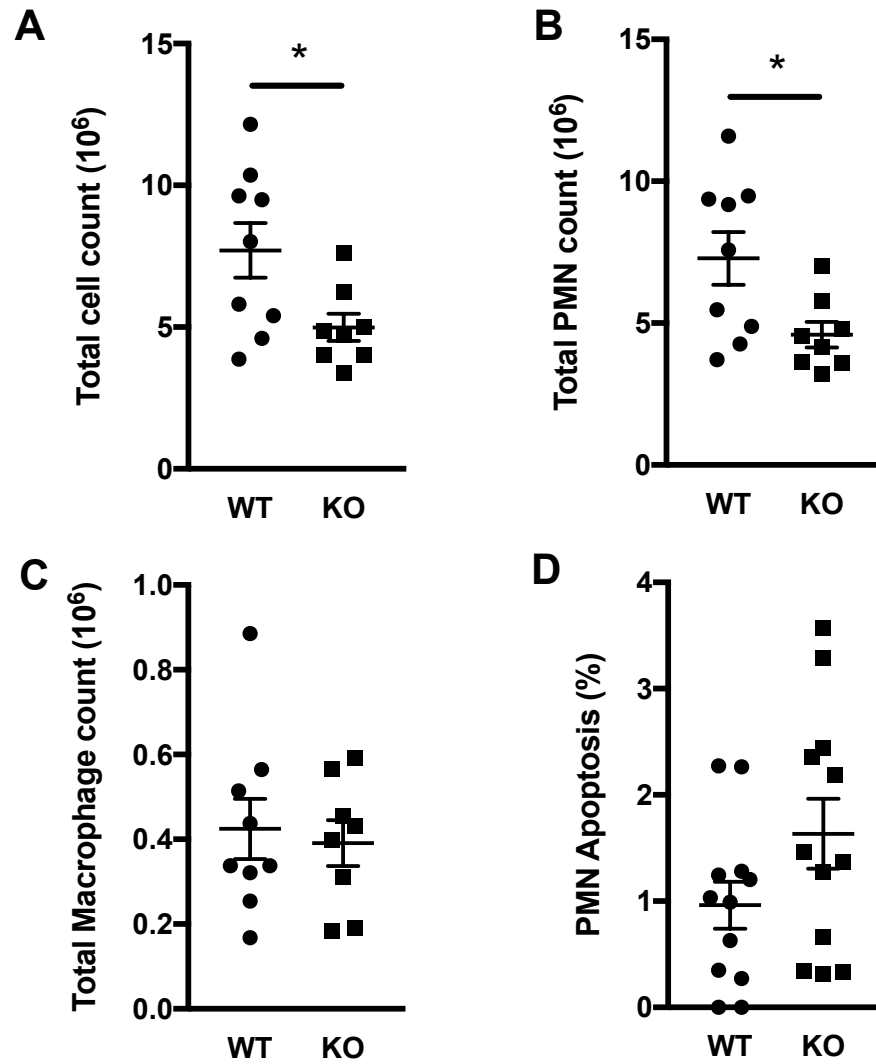 A
Total cell count (10⁶)
15
10
5
0
*
WT KO
B
Total PMN count (10⁶)
15
10
5
0
*
WT KO
C
Total Macrophage count (10⁶)
1.0
0.8
0.6
0.4
0.2
0.0
WT KO
D
PMN Apoptosis (%)
4
3
2
1
0
WT KO